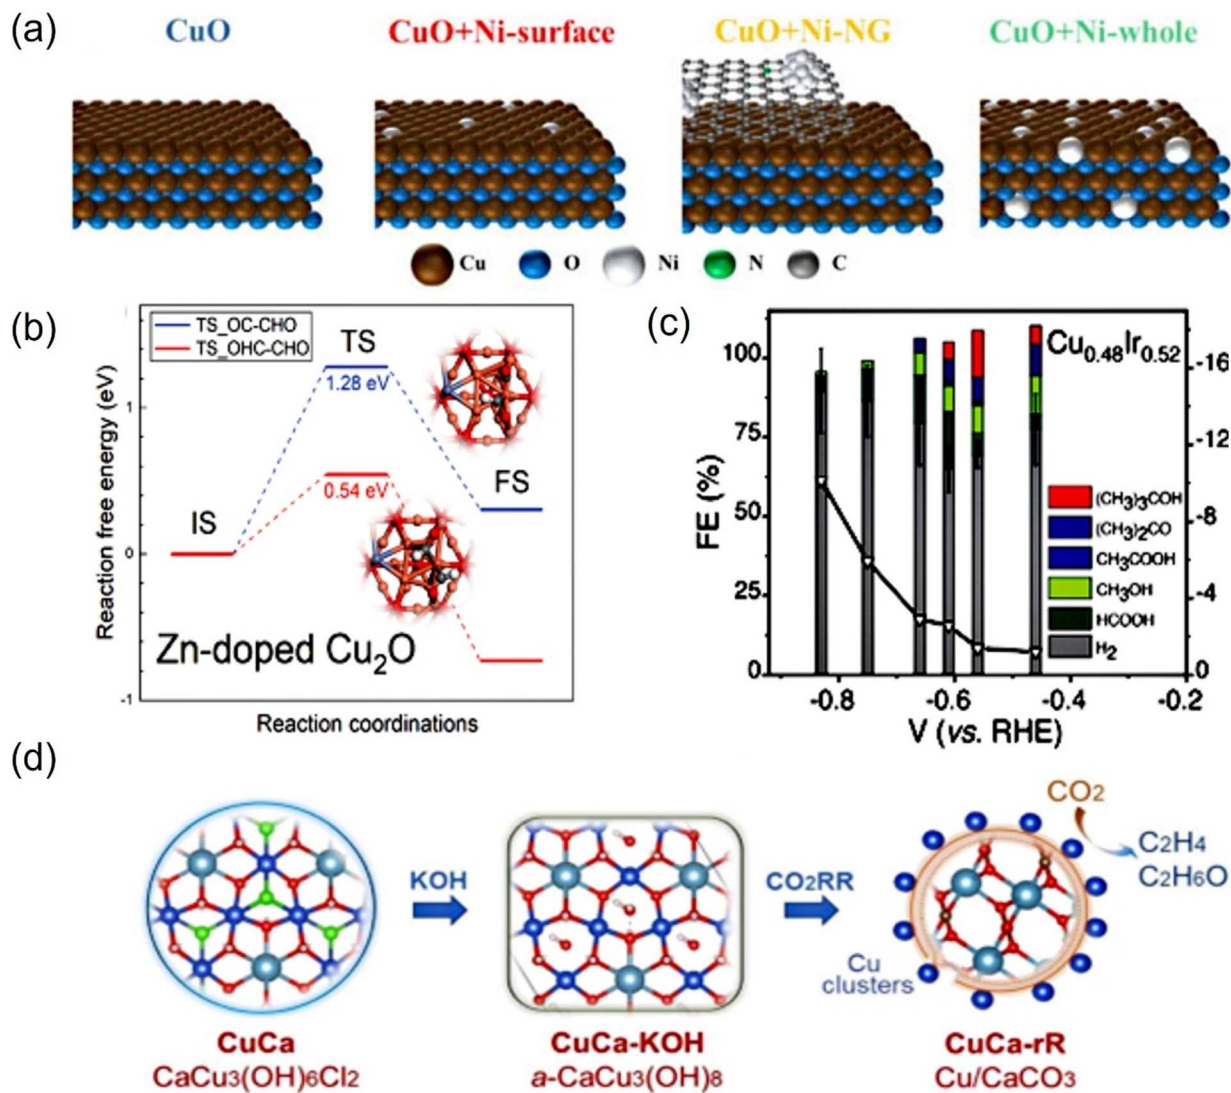 (a)
CuO
CuO+Ni-surface
CuO+Ni-NG
CuO+Ni-whole
Cu
O
Ni
N
C
(b)
Reaction free energy (eV)
1
0
-1
TS_OC-CHO
TS_OHC-CHO
TS
1.28 eV
FS
IS
0.54 eV
Zn-doped Cu2O
Reaction coordinations
(c)
FE (%)
100
75
50
25
0
Cu0.48Ir0.52
-16
-12
-8
-4
0
(CH3)3COH
(CH3)2CO
CH3COOH
CH3OH
HCOOH
H2
-0.8
-0.6
-0.4
-0.2
V (vs. RHE)
(d)
KOH
CO2RR
CO2
C2H4
C2H6O
Cu
clusters
CuCa
CaCu3(OH)6Cl2
CuCa-KOH
a-CaCu3(OH)8
CuCa-rR
Cu/CaCO3